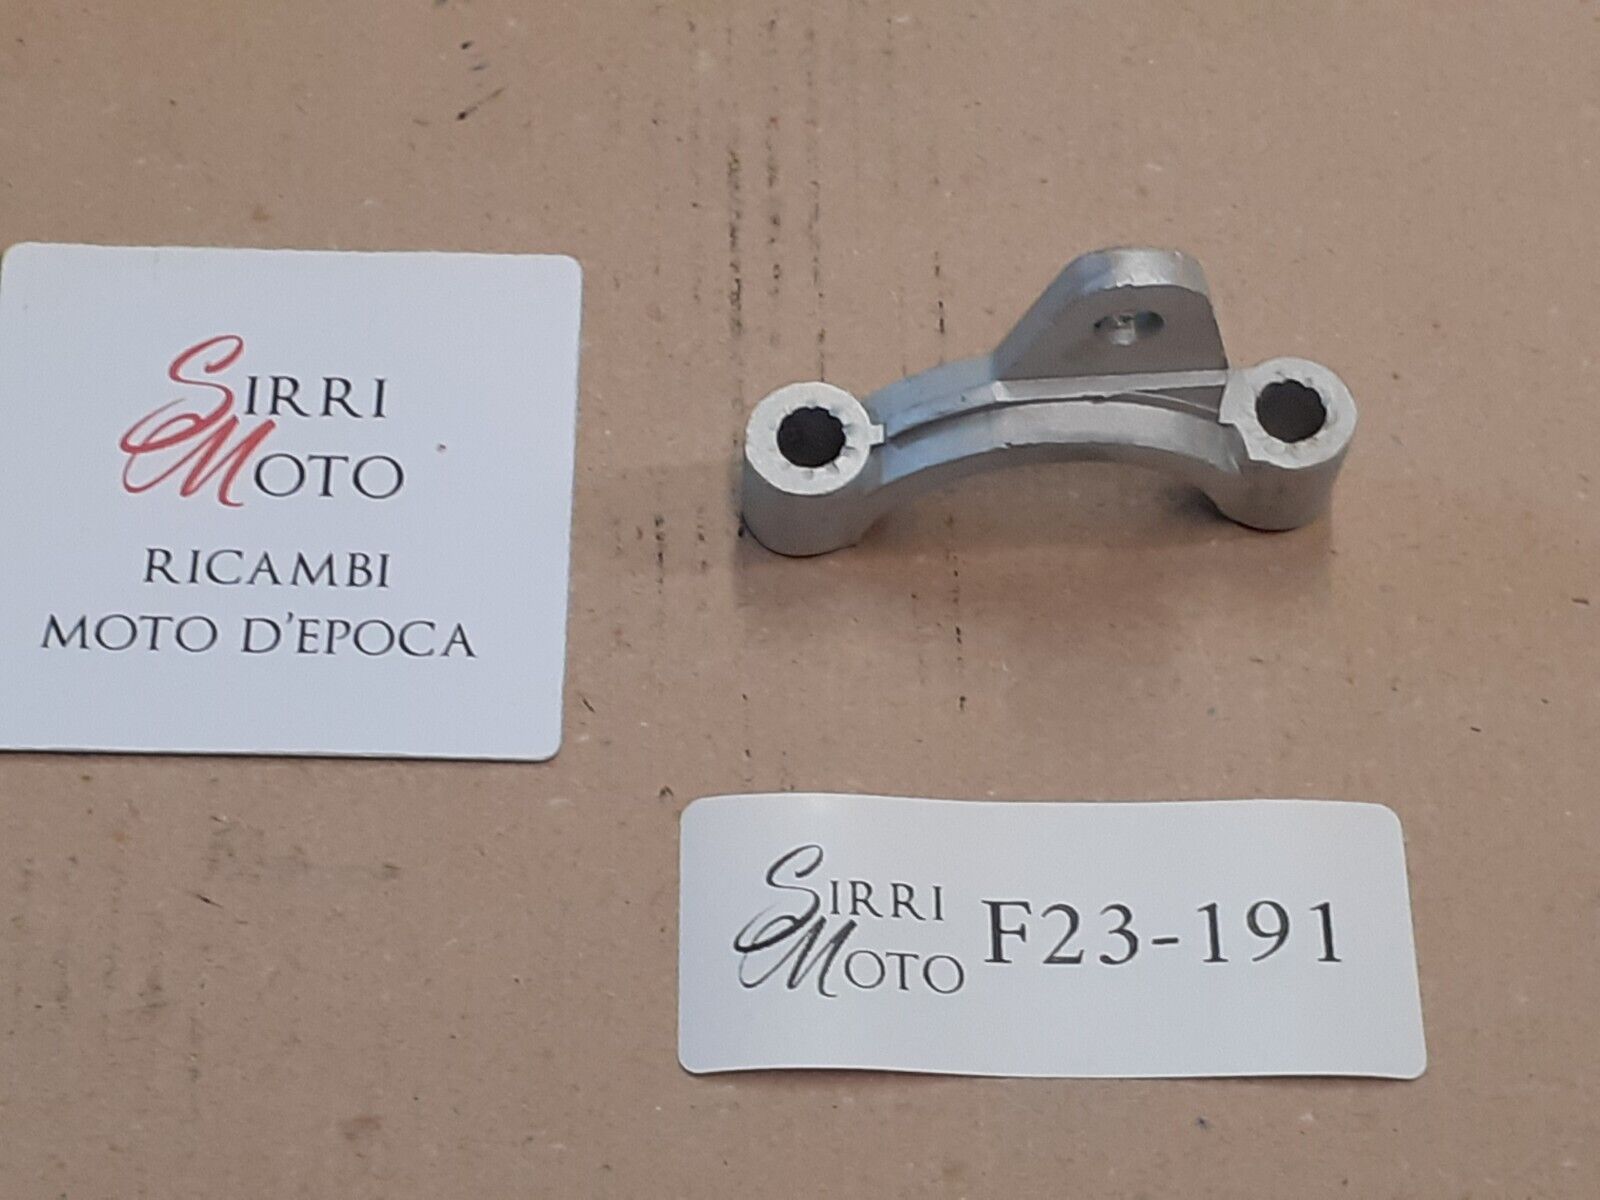 SIRRI
MOTO
RICAMBI
MOTO D'EPOCA
SIRRI
MOTO
F23-191